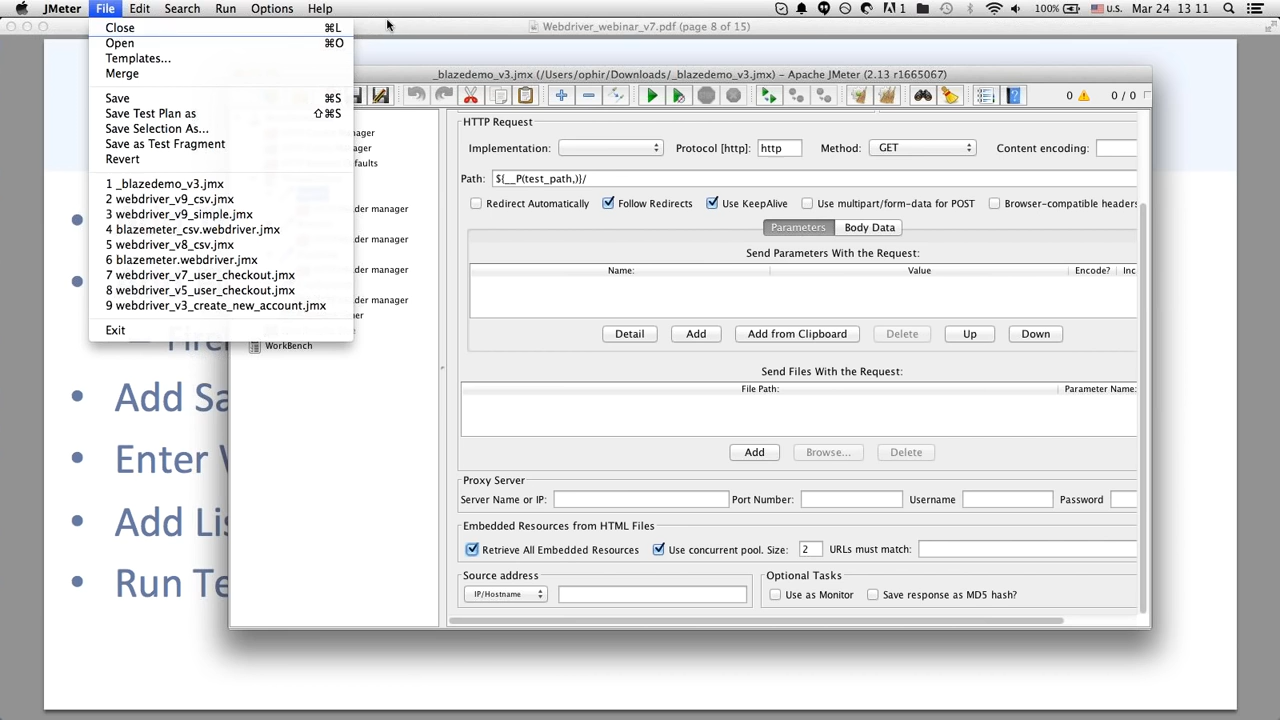 JMeter File Edit Search Run Options Help 1 100% U.S. Mar 24 13 11
Webdriver_webinar_v7.pdf (page 8 of 15)
Close ⌘L
Open ⌘O
Templates...
Merge
Save ⌘S
Save Test Plan as ⇧⌘S
Save Selection As...
Save as Test Fragment
Revert
1 _blazedemo_v3.jmx
2 webdriver_v9_csv.jmx
3 webdriver_v9_simple.jmx
4 blazemeter_csv.webdriver.jmx
5 webdriver_v8_csv.jmx
6 blazemeter.webdriver.jmx
7 webdriver_v7_user_checkout.jmx
8 webdriver_v5_user_checkout.jmx
9 webdriver_v3_create_new_account.jmx
Exit
_blazedemo_v3.jmx (/Users/ophir/Downloads/_blazedemo_v3.jmx) - Apache JMeter (2.13 r1665067)
0 0 / 0
WorkBench
HTTP Request
Implementation: Protocol [http]: http Method: GET Content encoding:
Path: ${__P(test_path,)}/
Redirect Automatically Follow Redirects Use KeepAlive Use multipart/form-data for POST Browser-compatible headers
Parameters Body Data
Send Parameters With the Request:
Name: Value Encode? Inc
Detail Add Add from Clipboard Delete Up Down
Send Files With the Request:
File Path: Parameter Name:
Add Browse... Delete
Proxy Server
Server Name or IP: Port Number: Username Password
Embedded Resources from HTML Files
Retrieve All Embedded Resources Use concurrent pool. Size: 2 URLs must match:
Source address Optional Tasks
IP/Hostname Use as Monitor Save response as MD5 hash?
• Add Sa
• Enter
• Add Lis
• Run Te